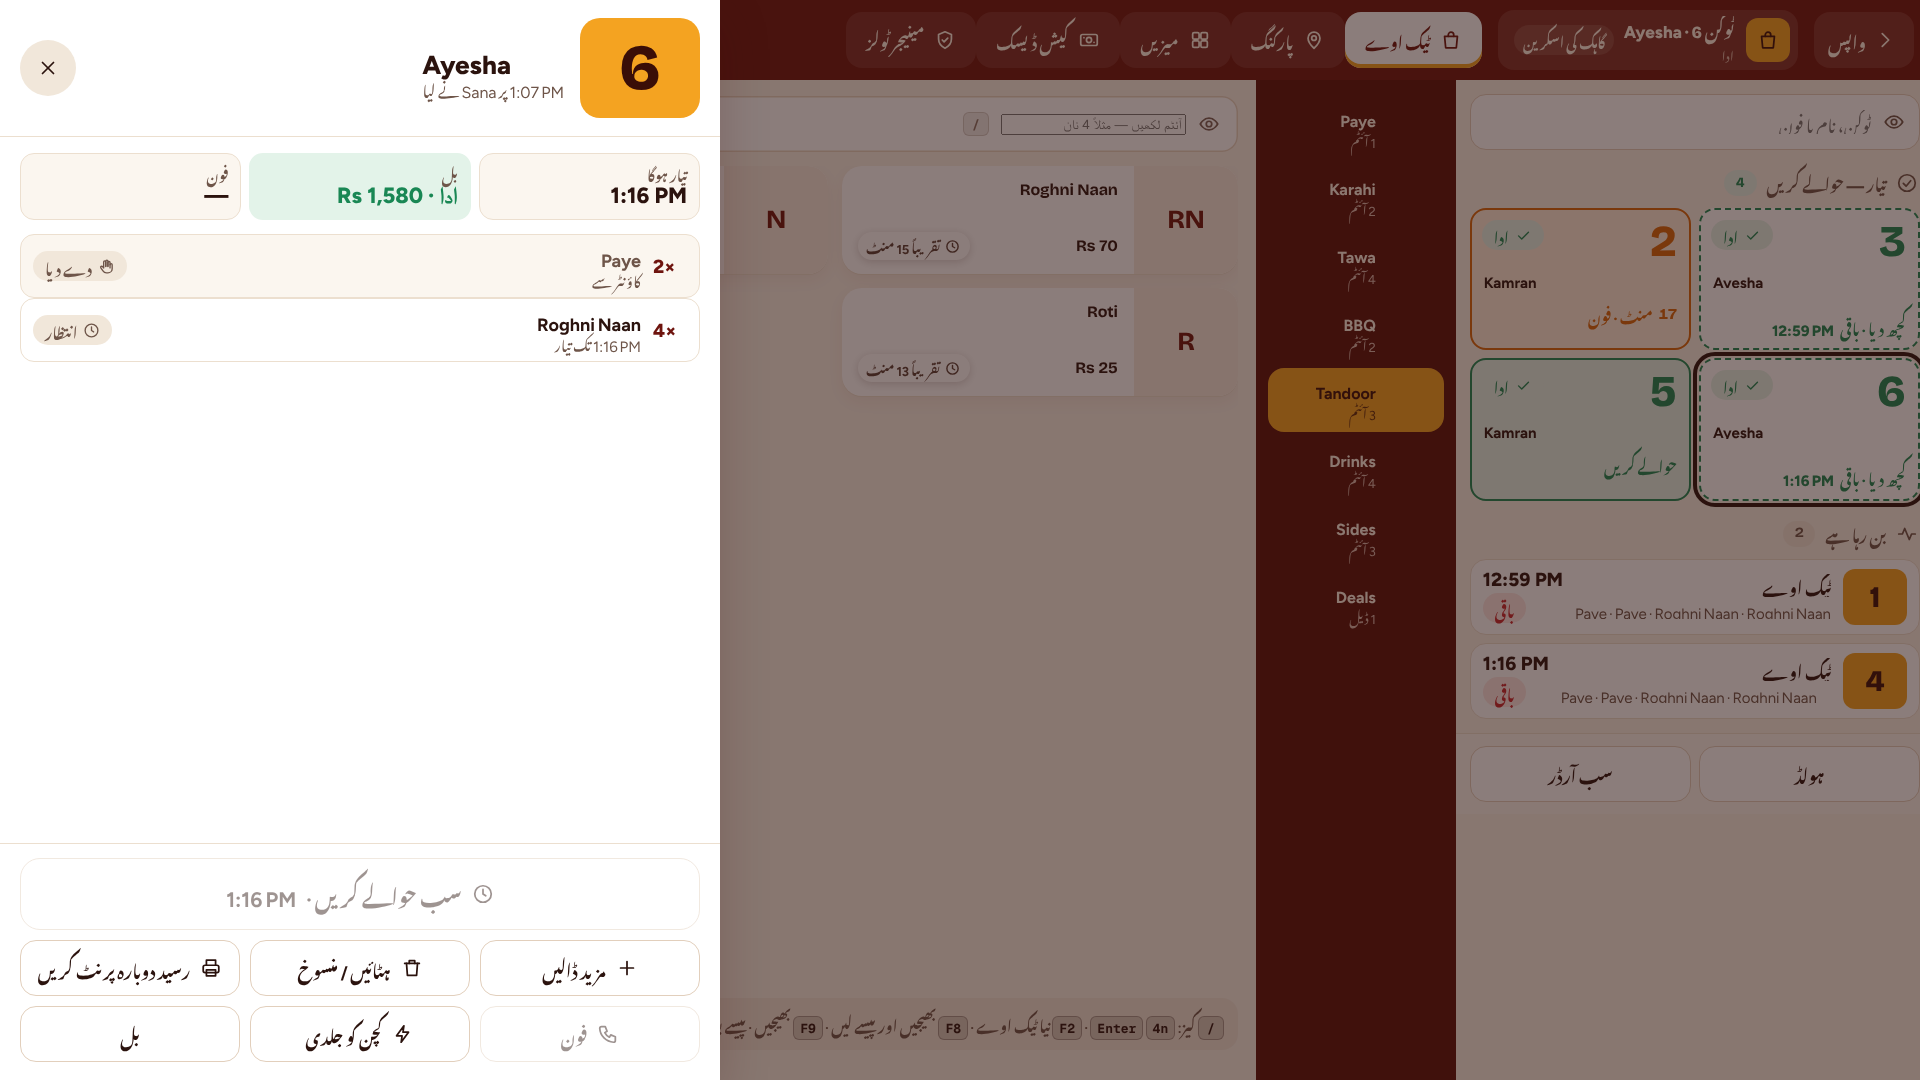 6
Ayesha
1:07 PM پر Sana نے لیا
تیار ہوگا
1:16 PM
بل
ادا · Rs 1,580
فون
—
2×
Paye
کاؤنٹر سے
دے دیا
4×
Roghni Naan
1:16 PM تک تیار
انتظار
سب حوالے کریں · 1:16 PM
مزید ڈالیں
ہٹائیں / منسوخ
رسید دوبارہ پرنٹ کریں
فون
کچن کو جلدی
بل
واپس
ٹوکن 6 · Ayesha
ادا
گاہک کی اسکرین
ٹیک اوے
پارکنگ
میزیں
کیش ڈیسک
مینیجر ٹولز
ٹوکن، نام یا فون
تیار — حوالے کریں
4
3
ادا
Ayesha
کچھ دیا · باقی 12:59 PM
2
ادا
Kamran
17 منٹ · فون
6
ادا
Ayesha
کچھ دیا · باقی 1:16 PM
5
ادا
Kamran
حوالے کریں
بن رہا ہے
2
1
ٹیک اوے
Paye · Paye · Roghni Naan · Roghni Naan
12:59 PM
باقی
4
ٹیک اوے
Paye · Paye · Roghni Naan · Roghni Naan
1:16 PM
باقی
ہولڈ
سب آرڈر
Paye
1 آئٹم
Karahi
2 آئٹم
Tawa
4 آئٹم
BBQ
2 آئٹم
Tandoor
3 آئٹم
Drinks
4 آئٹم
Sides
3 آئٹم
Deals
1 ڈیل
آئٹم لکھیں — مثلاً 4 نان
/
RN
Roghni Naan
Rs 70
تقریباً 15 منٹ
N
R
Roti
Rs 25
تقریباً 13 منٹ
/ کیز: 4n Enter · F2 نیا ٹیک اوے · F8 بھیجیں اور پیسے لیں · F9 بھیجیں، پیسے